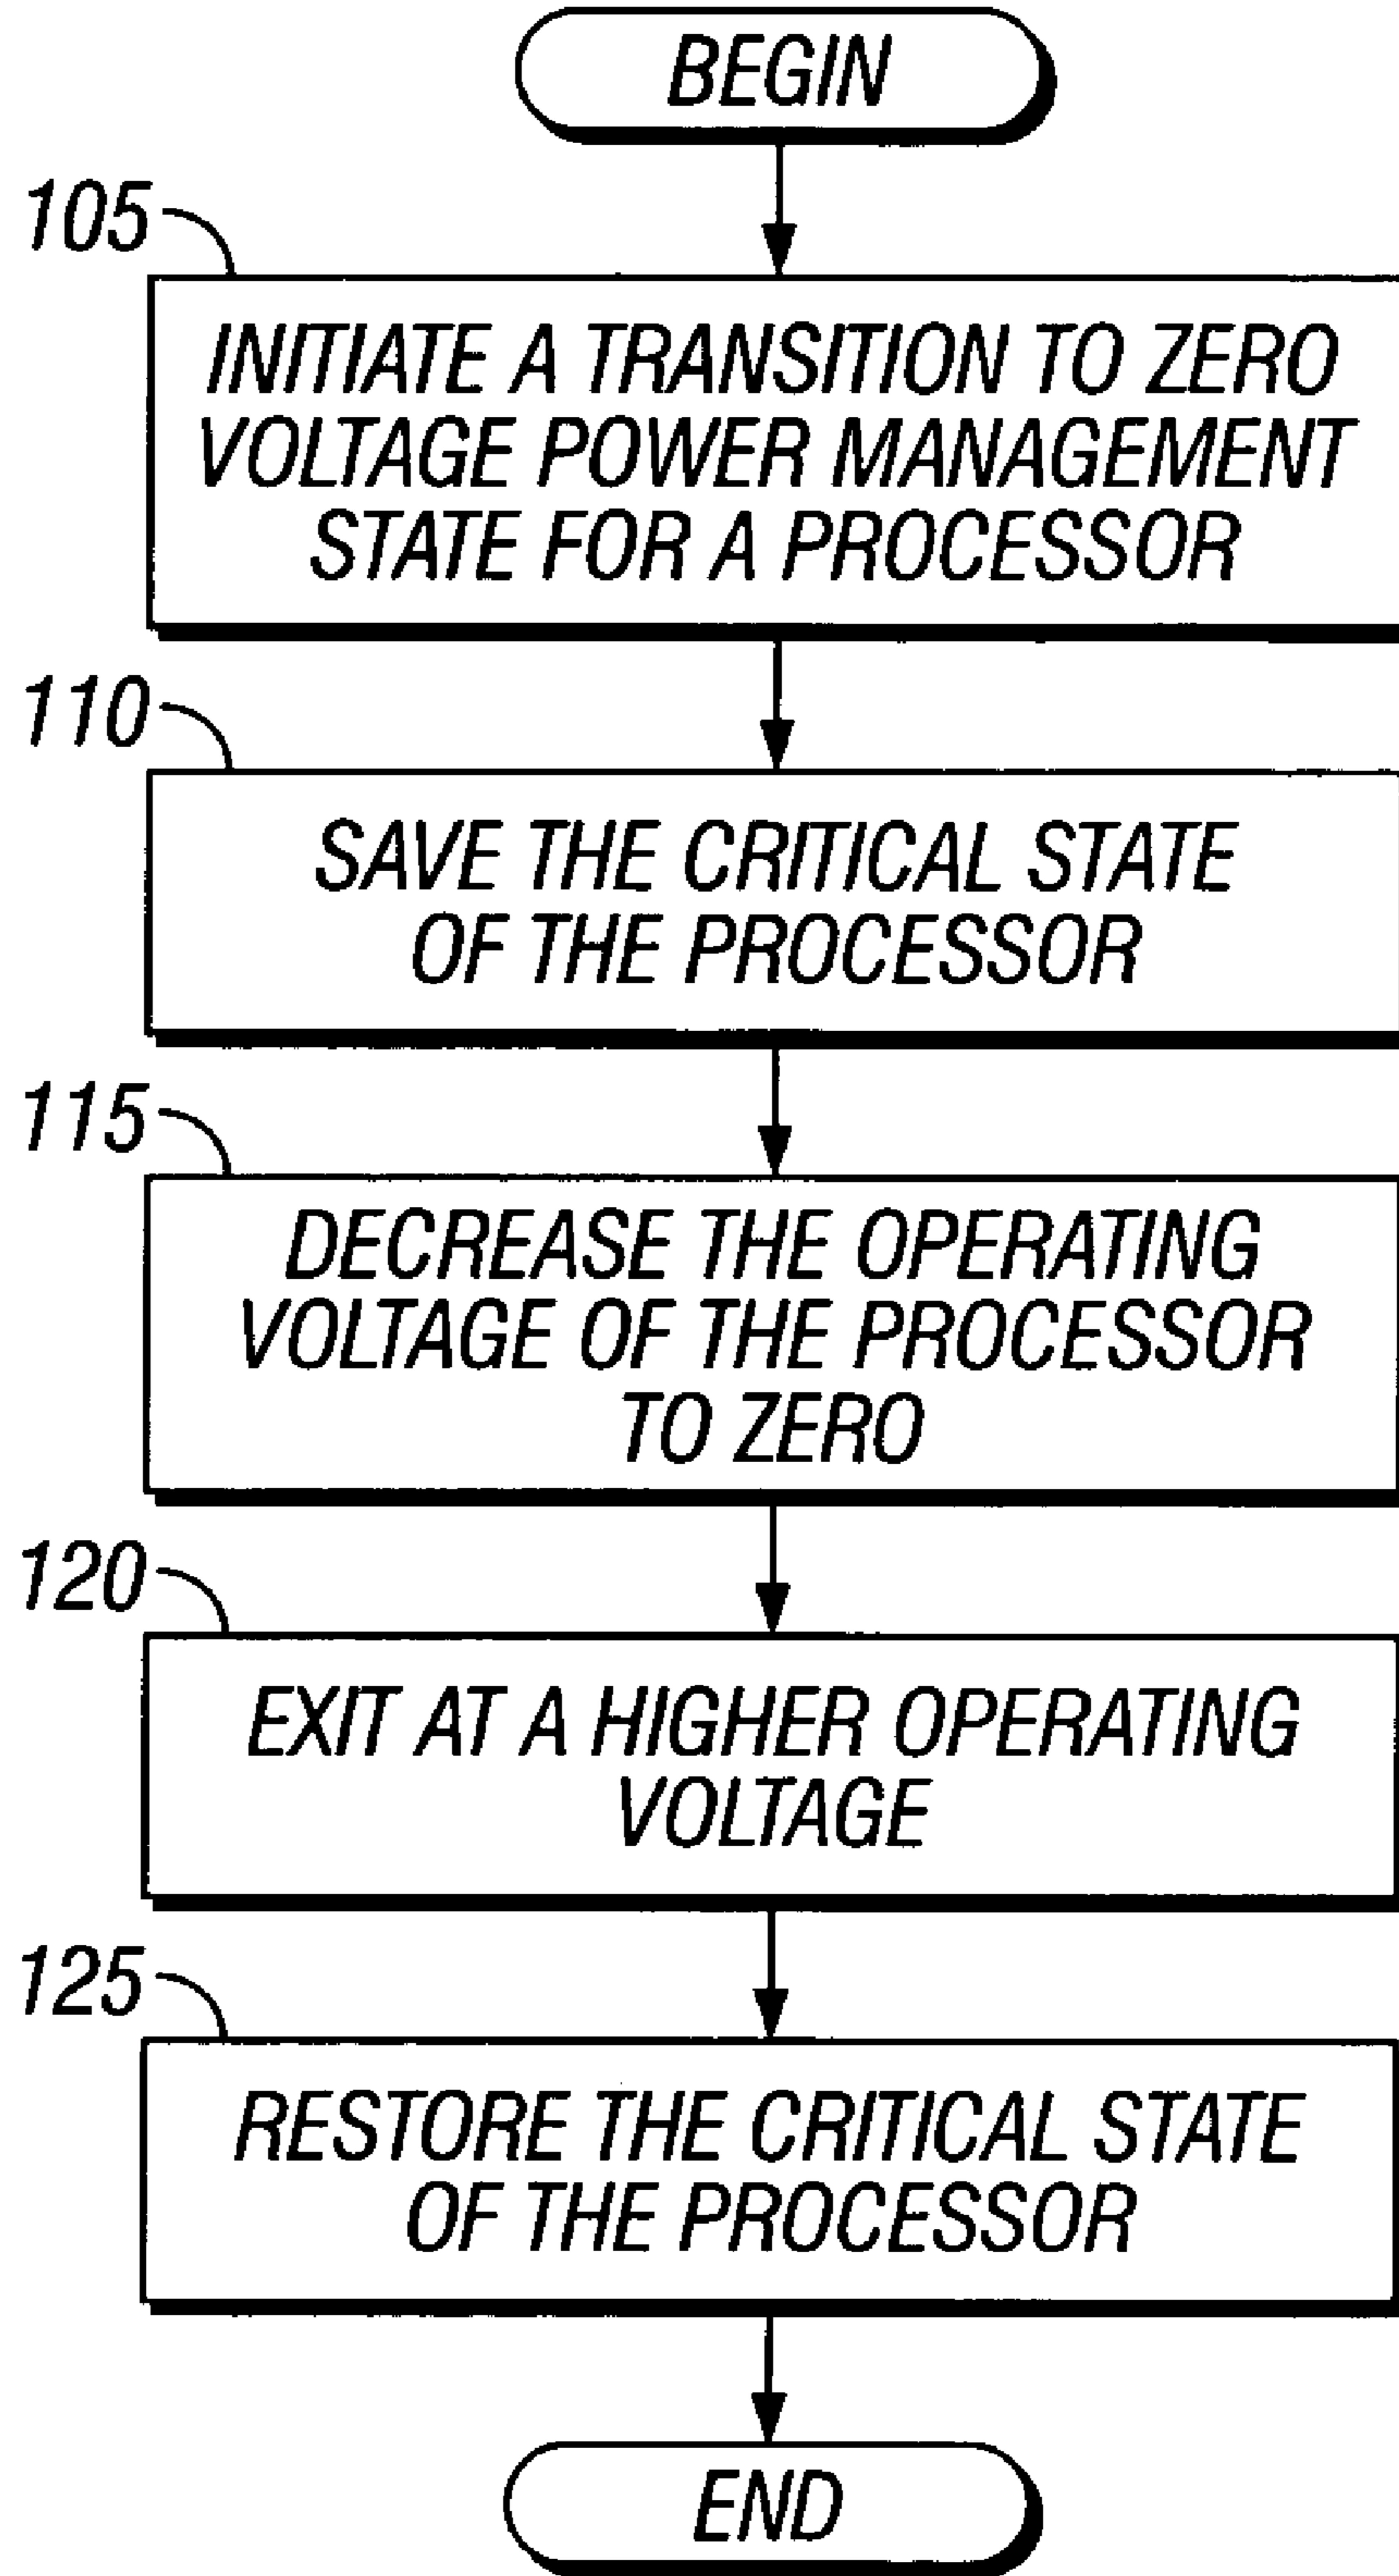 BEGIN
105
INITIATE A TRANSITION TO ZERO
VOLTAGE POWER MANAGEMENT
STATE FOR A PROCESSOR
110
SAVE THE CRITICAL STATE
OF THE PROCESSOR
115
DECREASE THE OPERATING
VOLTAGE OF THE PROCESSOR
TO ZERO
120
EXIT AT A HIGHER OPERATING
VOLTAGE
125
RESTORE THE CRITICAL STATE
OF THE PROCESSOR
END